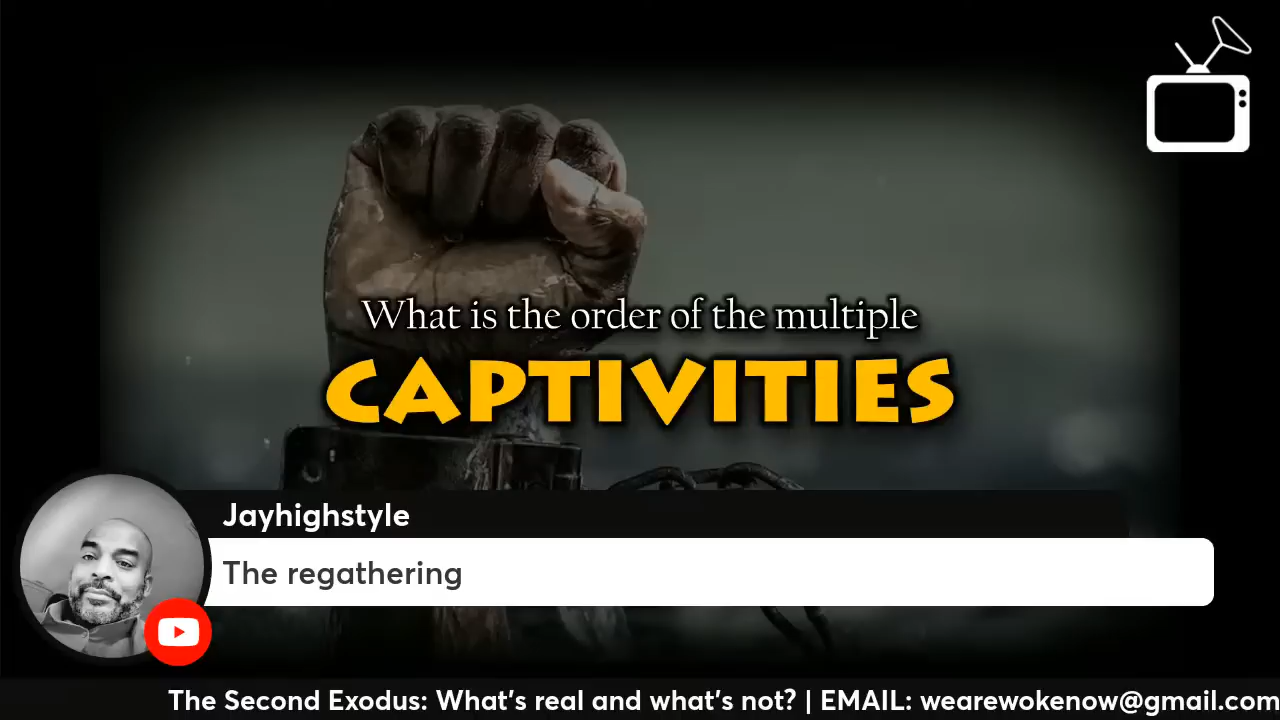 What is the order of the multiple
CAPTIVITIES
Jayhighstyle
The regathering
The Second Exodus: What's real and what's not? | EMAIL: wearewokenow@gmail.com